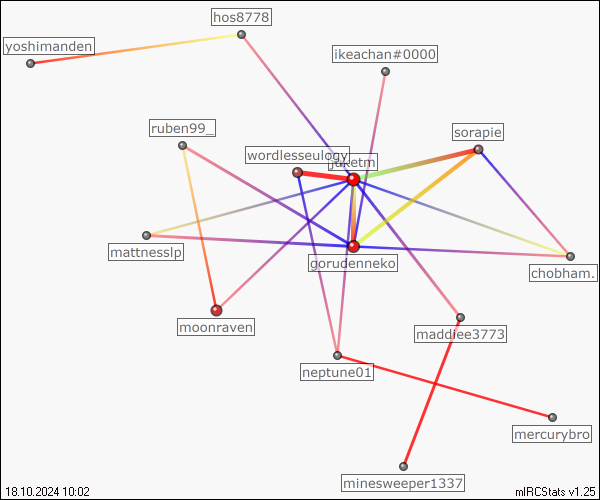 hos8778
yoshimanden
ikeachan#0000
ruben99_
sorapie
wordlesseulogy
juketm
mattnesslp
gorudenneko
chobham.
moonraven
maddiee3773
neptune01
mercurybro
minesweeper1337
18.10.2024 10:02
mIRCStats v1.25